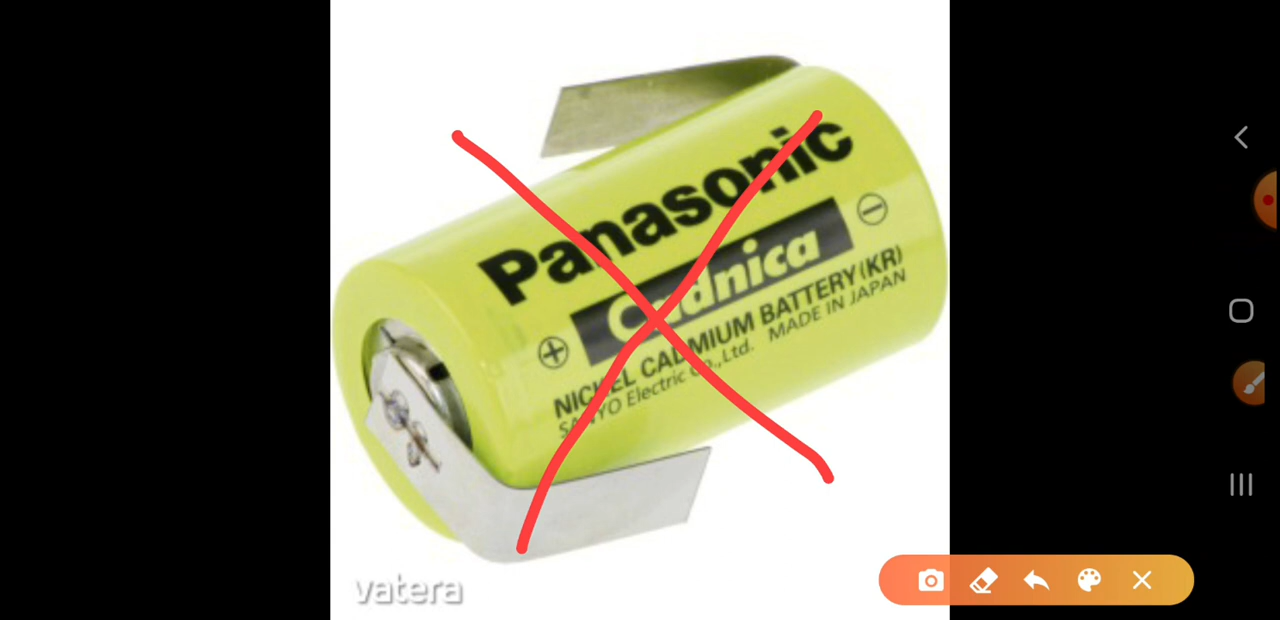 Panasonic
Cadnica
NICKEL CADMIUM BATTERY (KR)
SANYO Electric Co.,Ltd. MADE IN JAPAN
vatera